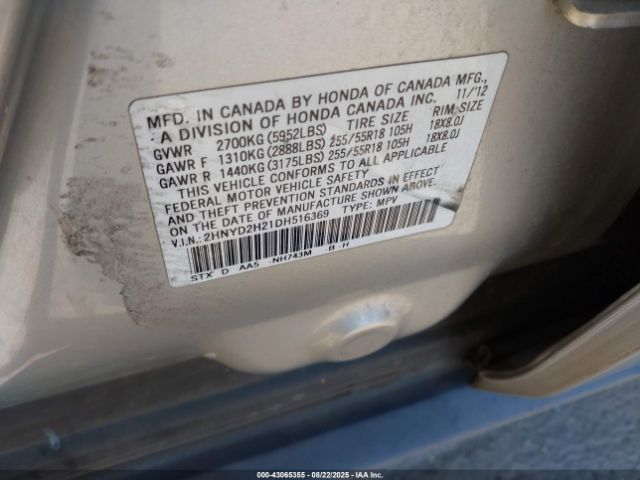 MFD. IN CANADA BY HONDA OF CANADA MFG.,
A DIVISION OF HONDA CANADA INC. 11/'12
GVWR 2700KG (5952LBS) TIRE SIZE RIM SIZE
GAWR F 1310KG (2888LBS) 255/55R18 105H 18X8.0J
GAWR R 1440KG (3175LBS) 255/55R18 105H 18X8.0J
THIS VEHICLE CONFORMS TO ALL APPLICABLE
FEDERAL MOTOR VEHICLE SAFETY
AND THEFT PREVENTION STANDARDS IN EFFECT
ON THE DATE OF MANUFACTURE SHOWN ABOVE.
V.I.N.: 2HNYD2H21DH516369 TYPE: MPV
STX D AA5 NH743M B H
000-43065355 08/22/2025 Copyright IAA, Inc.